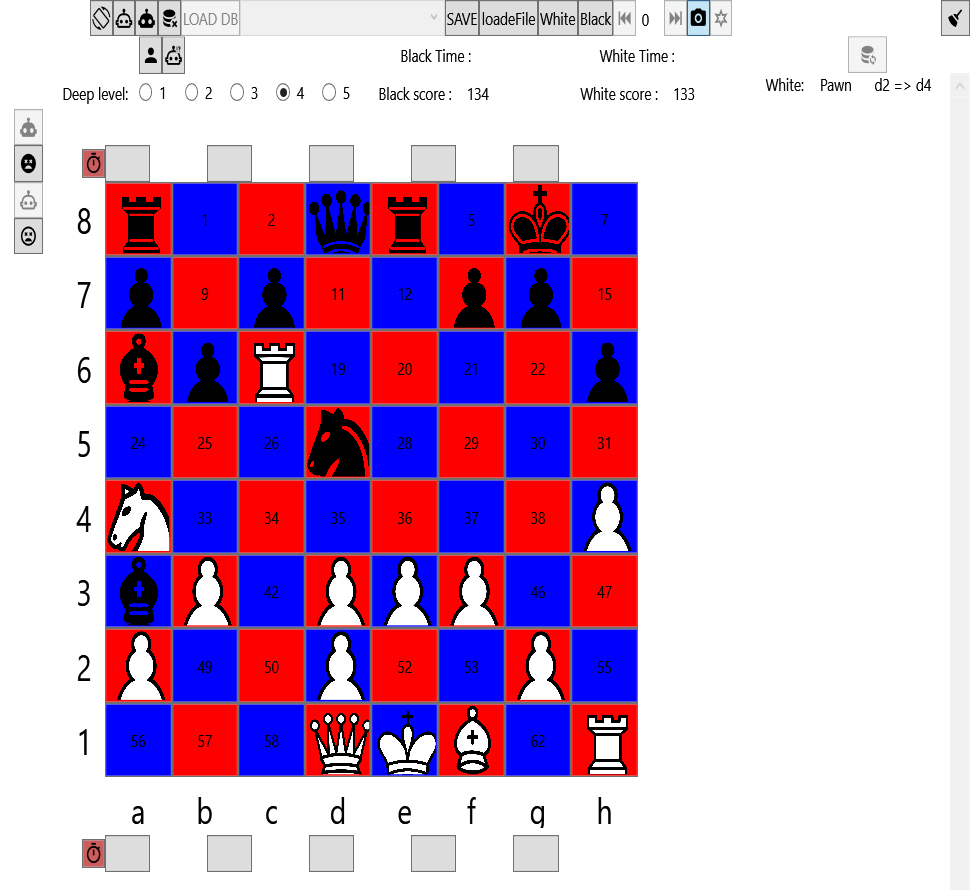 LOAD DB SAVE loadeFile White Black 0
Black Time : White Time :
Deep level: 1 2 3 4 5 Black score : 134 White score : 133 White: Pawn d2 => d4
8 1 2 5 7
7 9 11 12 15
6 19 20 21 22
5 24 25 26 28 29 30 31
4 33 34 35 36 37 38
3 42 46 47
2 49 50 52 53 55
1 56 57 58 62
a b c d e f g h